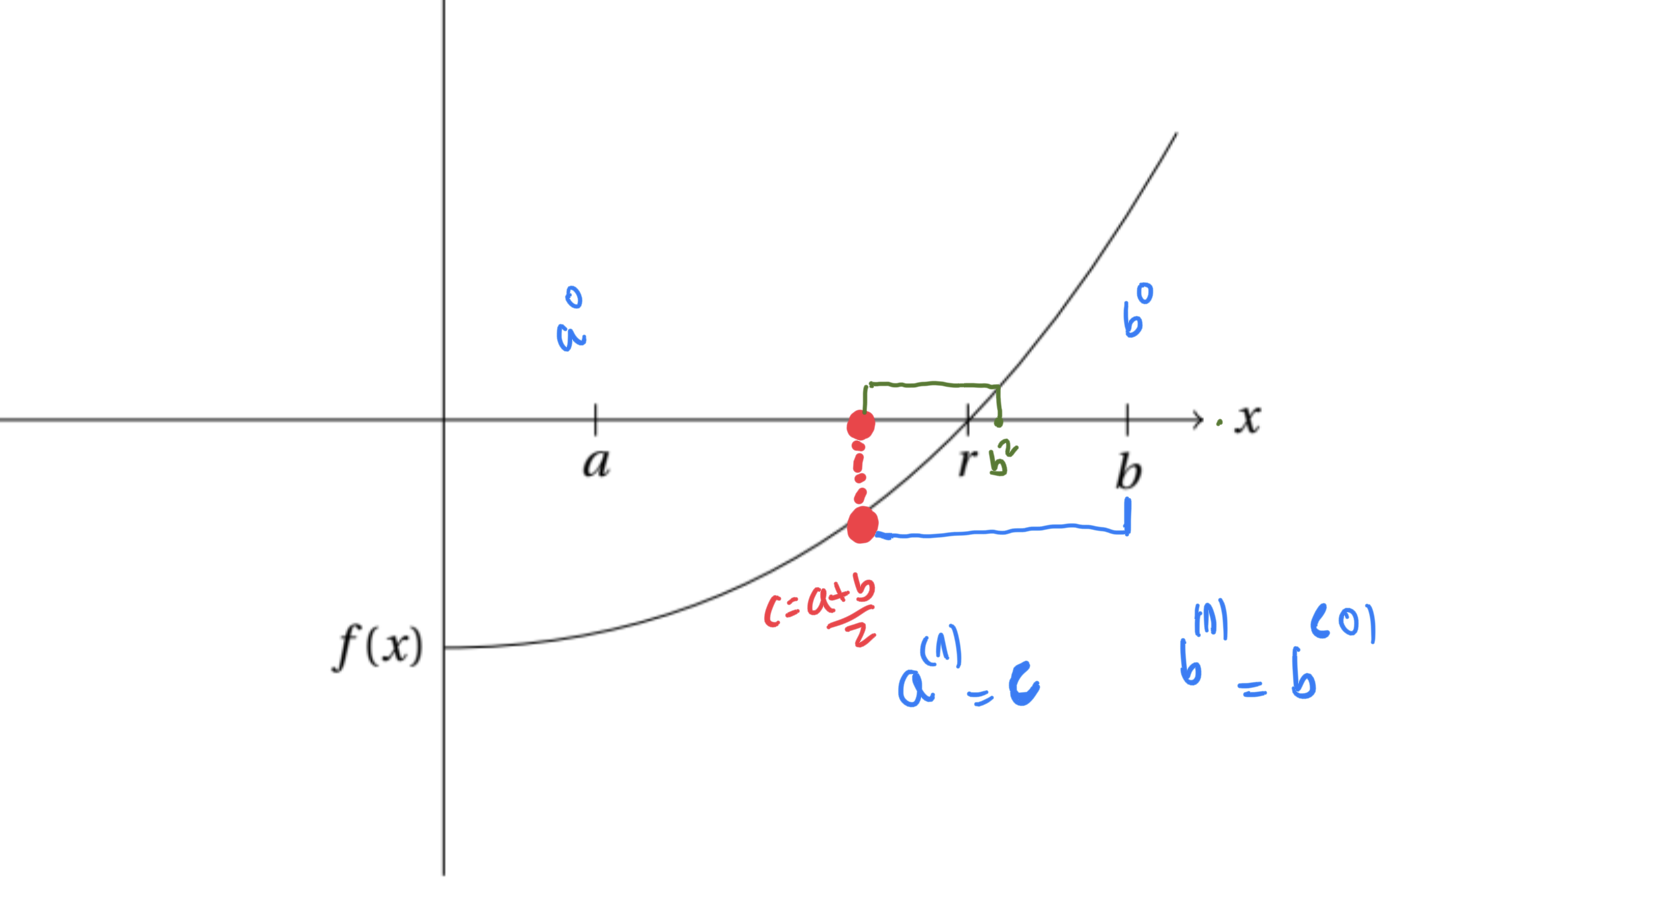 a⁰
b⁰
x
a
r
b²
b
c = a+b/2
f(x)
a⁽¹⁾ = c
b⁽¹⁾ = b⁽⁰⁾